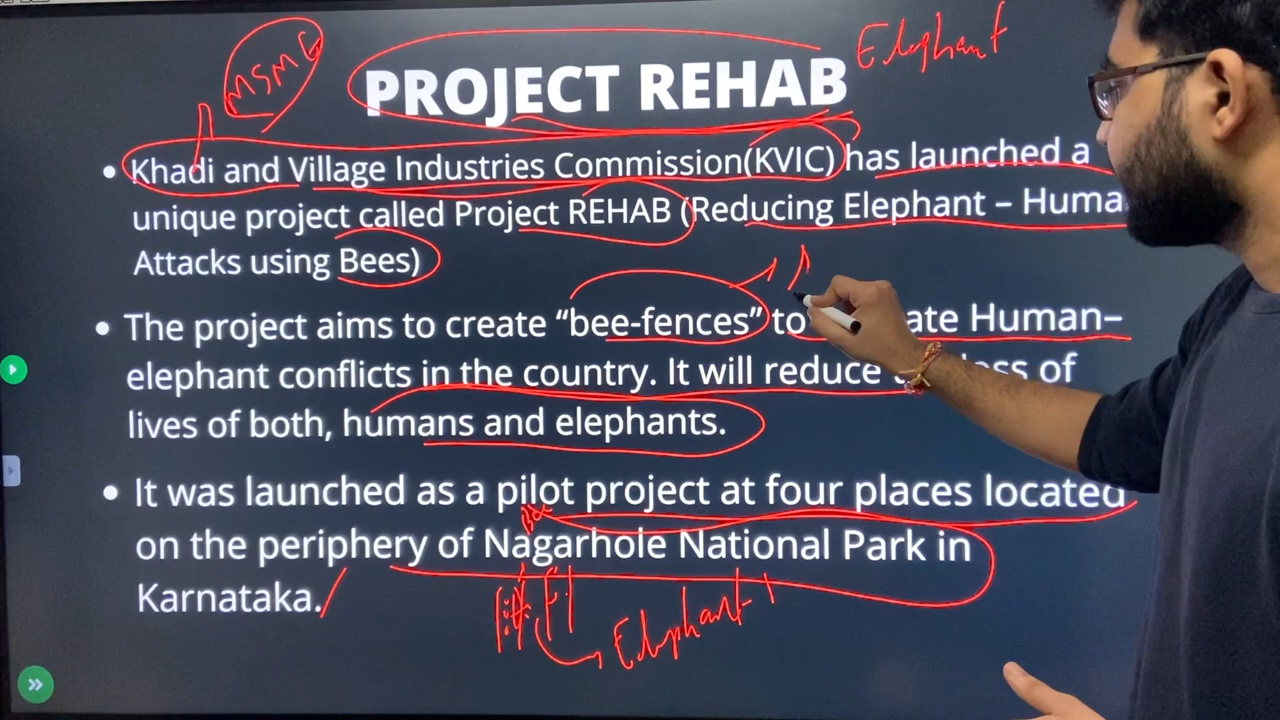 MSME
PROJECT REHAB
Elephant
• Khadi and Village Industries Commission(KVIC) has launched a
unique project called Project REHAB (Reducing Elephant – Huma
Attacks using Bees)
• The project aims to create “bee-fences” to ate Human–
elephant conflicts in the country. It will reduce oss of
lives of both, humans and elephants.
• It was launched as a pilot project at four places located
Bee
on the periphery of Nagarhole National Park in
Karnataka.
Elephant